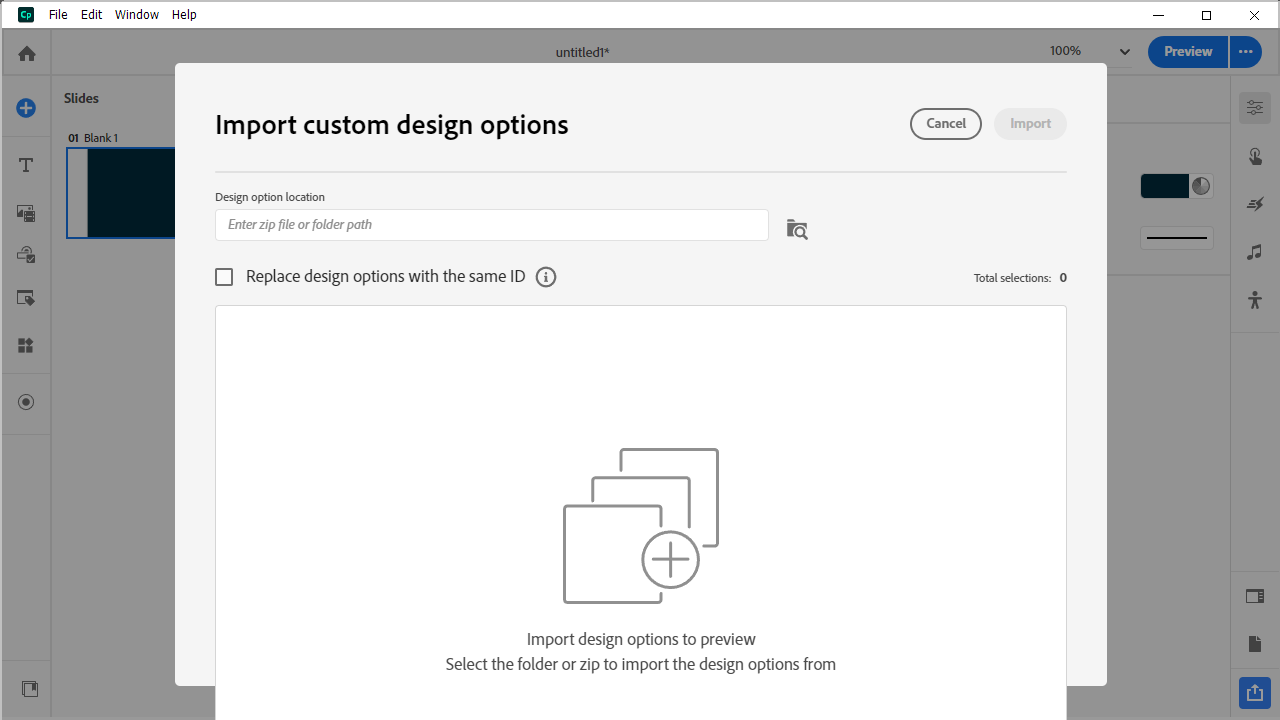 Cp File Edit Window Help
untitled1*
100%
Preview
Slides
01 Blank 1
Import custom design options
Cancel
Import
Design option location
Enter zip file or folder path
Replace design options with the same ID
Total selections: 0
Import design options to preview
Select the folder or zip to import the design options from